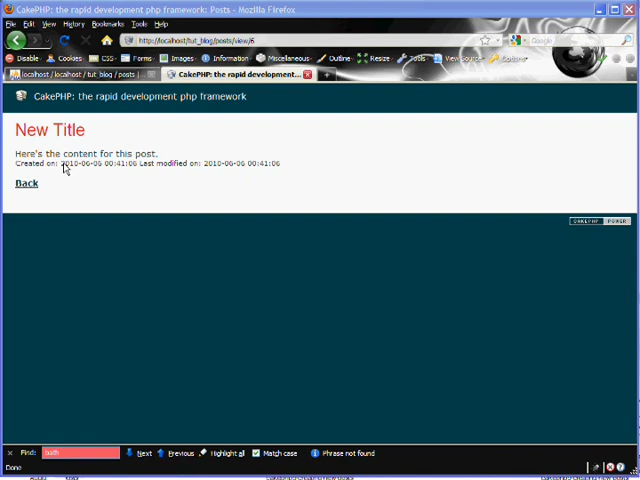 CakePHP: the rapid development php framework: Posts - Mozilla Firefox
File Edit View History Bookmarks Tools Help
http://localhost/tut_blog/posts/view/6
Google
Disable Cookies CSS Forms Images Information Miscellaneous Outline Resize Tools View Source Options
localhost / localhost / tut_blog / posts |
CakePHP: the rapid development...
CakePHP: the rapid development php framework
New Title
Here's the content for this post.
Created on: 2010-06-06 00:41:06 Last modified on: 2010-06-06 00:41:06
Back
CAKEPHP POWER
Find: bath Next Previous Highlight all Match case Phrase not found
Done